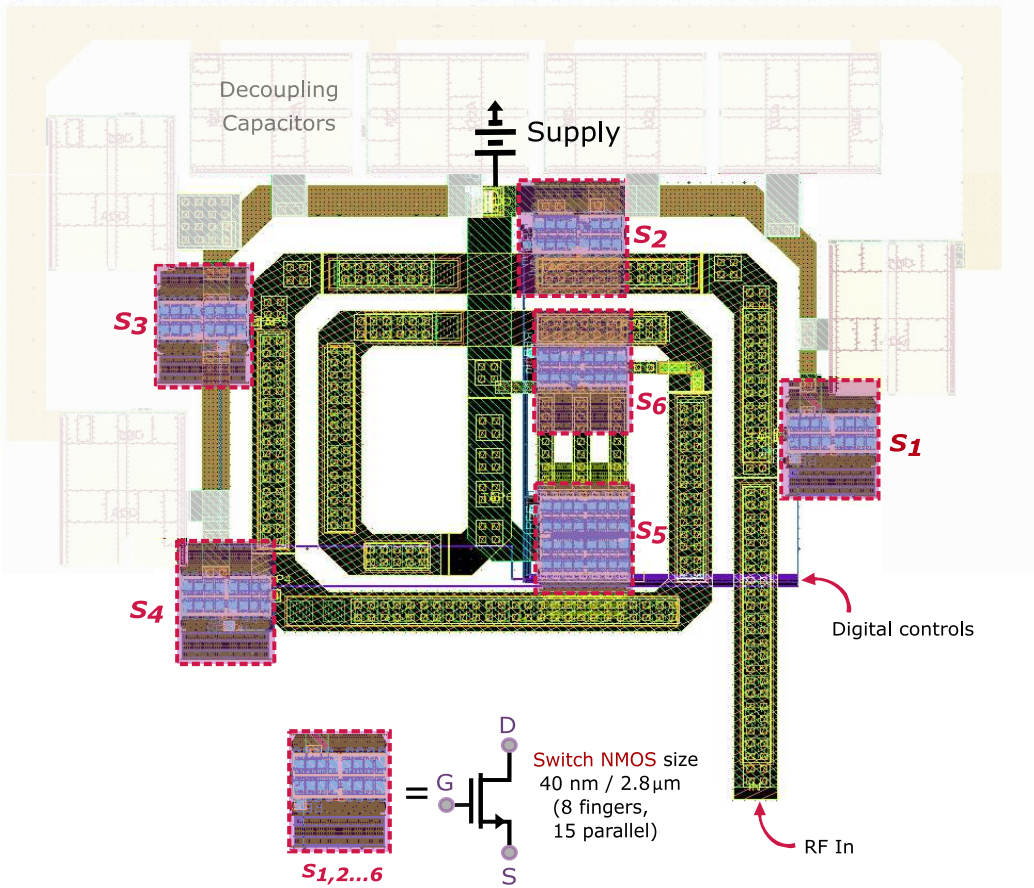 Decoupling
Capacitors
Supply
S2
S3
S6
S1
S5
S4
P4
Digital controls
D
Switch NMOS size
40 nm / 2.8μm
(8 fingers,
15 parallel)
G
=
S
S1,2...6
RF In